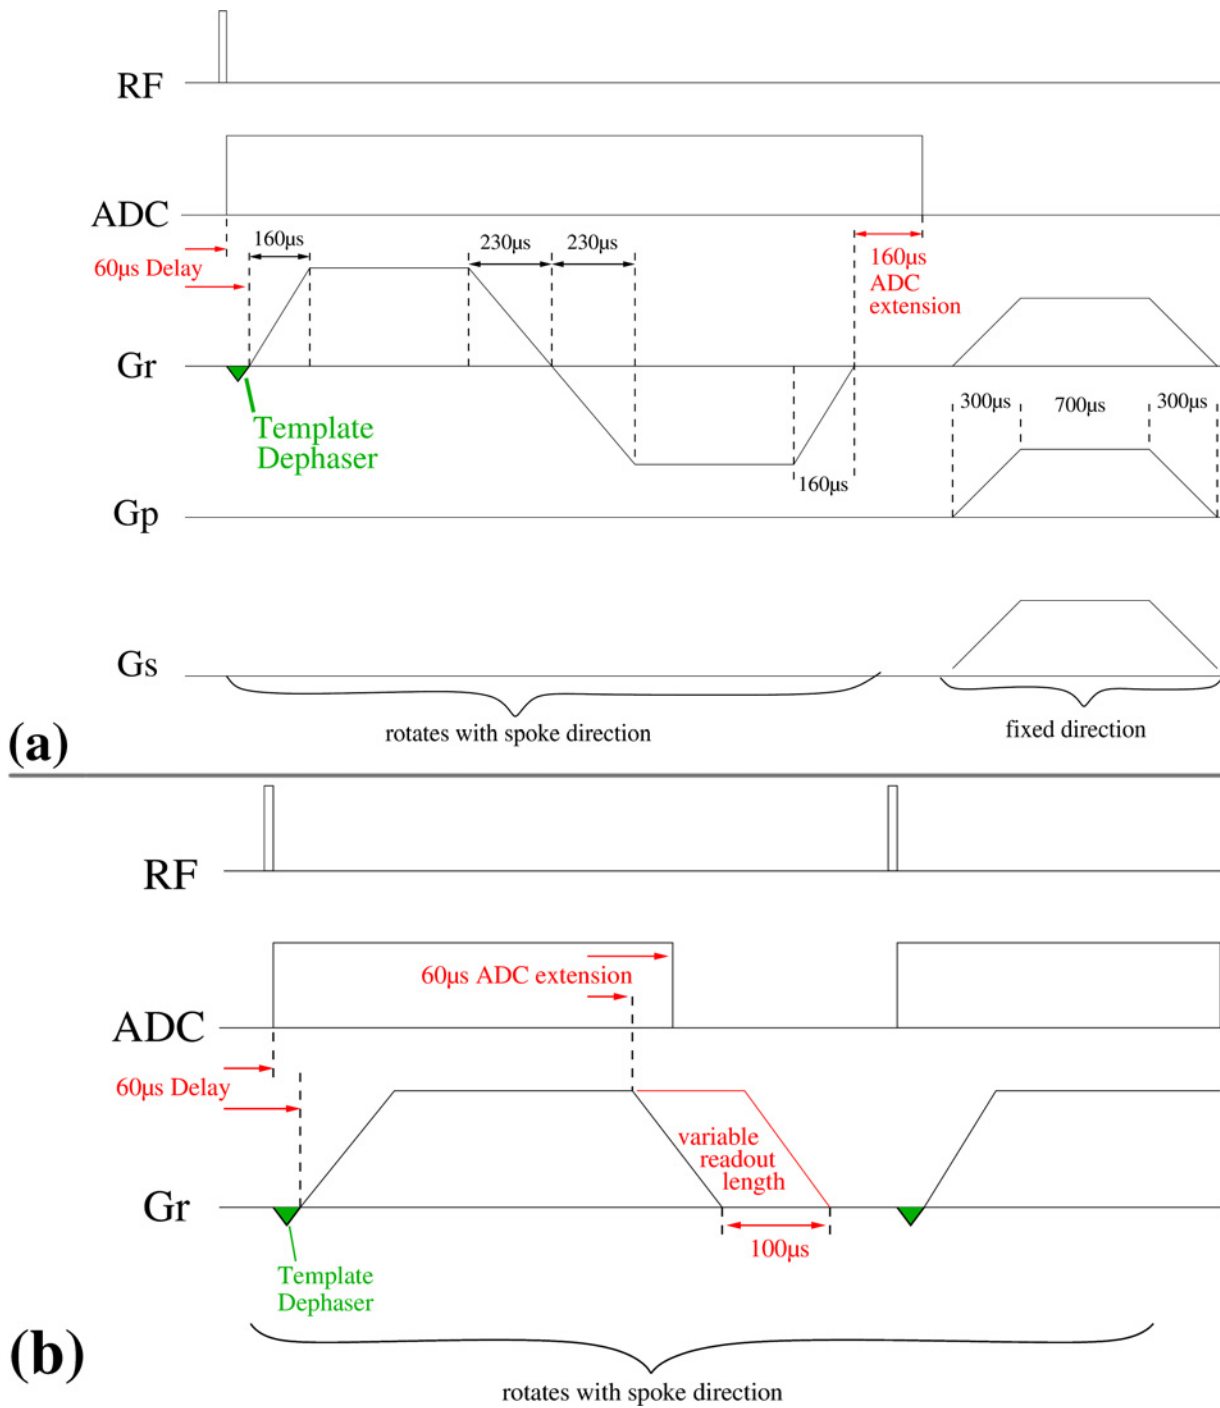 RF
ADC
60µs Delay
160µs
230µs
230µs
160µs
ADC
extension
Gr
Template
Dephaser
160µs
300µs
700µs
300µs
Gp
Gs
rotates with spoke direction
fixed direction
(a)
RF
60µs ADC extension
ADC
60µs Delay
variable
readout
length
Gr
100µs
Template
Dephaser
(b)
rotates with spoke direction